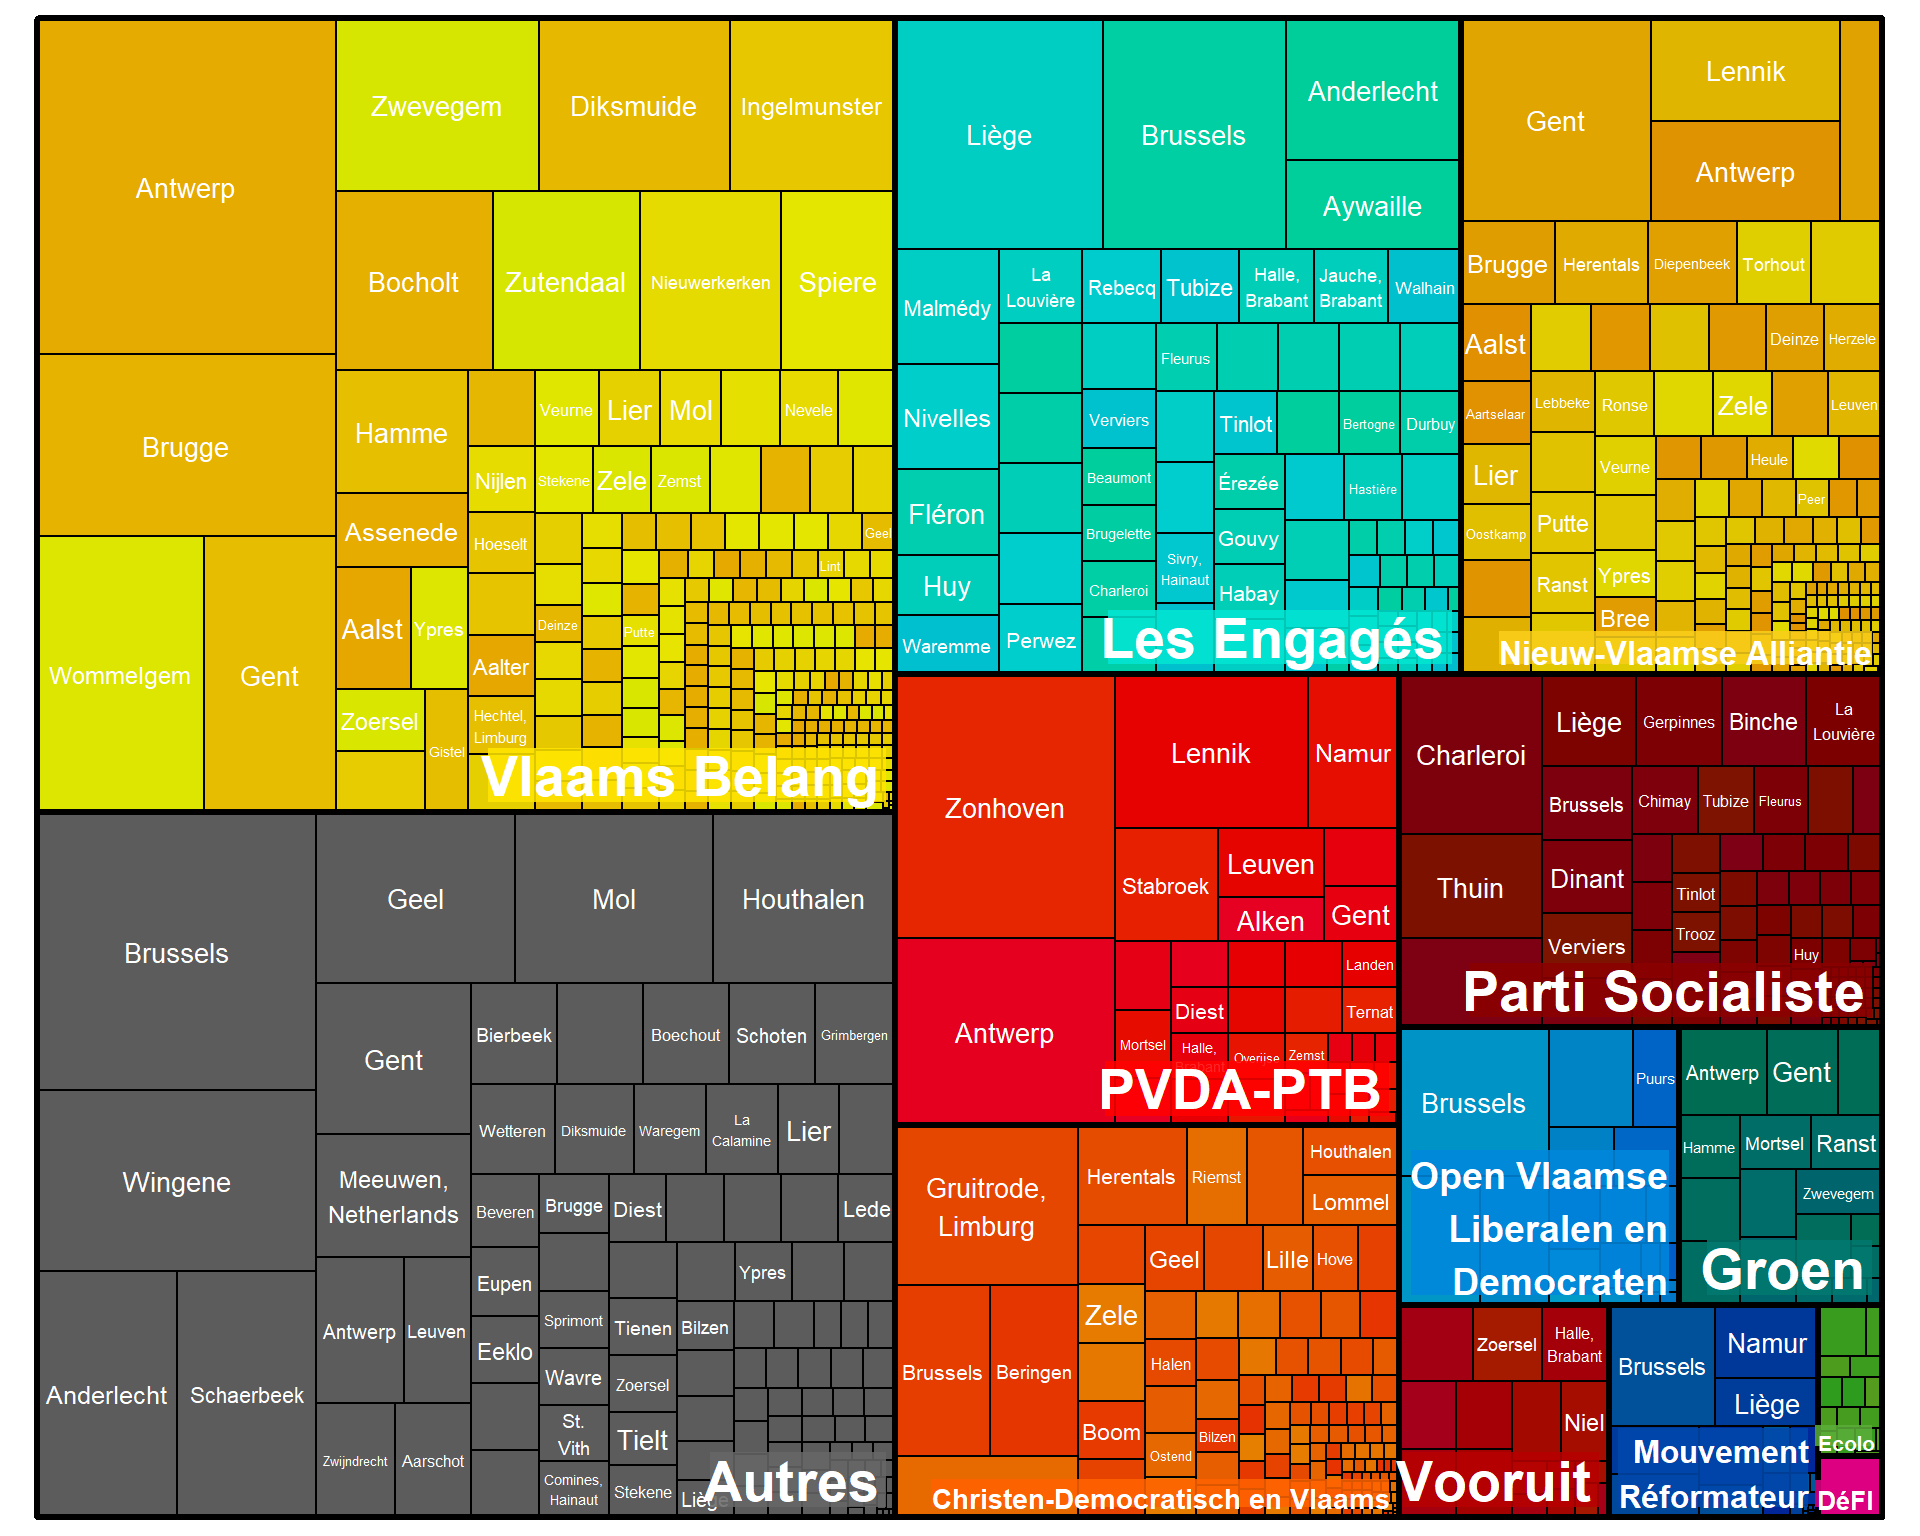 Antwerp
Zwevegem
Diksmuide
Ingelmunster
Bocholt
Zutendaal
Nieuwerkerken
Spiere
Brugge
Wommelgem
Gent
Hamme
Assenede
Aalst
Ypres
Zoersel
Gistel
Veurne
Lier
Mol
Nevele
Nijlen
Stekene
Zele
Zemst
Hoeselt
Geel
Lint
Deinze
Putte
Aalter
Hechtel,
Limburg
Vlaams Belang
Liège
Brussels
Anderlecht
Aywaille
Malmédy
La
Louvière
Rebecq
Tubize
Halle,
Brabant
Jauche,
Brabant
Walhain
Fleurus
Nivelles
Verviers
Tinlot
Bertogne
Durbuy
Beaumont
Érezée
Hastière
Fléron
Brugelette
Gouvy
Huy
Sivry,
Hainaut
Charleroi
Habay
Waremme
Perwez
Les Engagés
Gent
Lennik
Antwerp
Brugge
Herentals
Diepenbeek
Torhout
Aalst
Deinze
Herzele
Aartselaar
Lebbeke
Ronse
Zele
Leuven
Lier
Veurne
Heule
Peer
Oostkamp
Putte
Ranst
Ypres
Bree
Nieuw-Vlaamse Alliantie
Brussels
Geel
Mol
Houthalen
Wingene
Gent
Bierbeek
Boechout
Schoten
Grimbergen
Meeuwen,
Netherlands
Wetteren
Diksmuide
Waregem
La
Calamine
Lier
Beveren
Brugge
Diest
Lede
Anderlecht
Schaerbeek
Antwerp
Leuven
Eupen
Ypres
Eeklo
Sprimont
Tienen
Bilzen
Wavre
Zoersel
Zwijndrecht
Aarschot
St.
Vith
Tielt
Comines,
Hainaut
Stekene
Liège
Autres
Zonhoven
Lennik
Namur
Stabroek
Leuven
Alken
Gent
Antwerp
Landen
Diest
Ternat
Mortsel
Halle,
Brabant
Overijse
Zemst
PVDA-PTB
Charleroi
Liège
Gerpinnes
Binche
La
Louvière
Brussels
Chimay
Tubize
Fleurus
Thuin
Dinant
Tinlot
Verviers
Trooz
Huy
Parti Socialiste
Gruitrode,
Limburg
Herentals
Riemst
Houthalen
Lommel
Geel
Lille
Hove
Brussels
Beringen
Zele
Halen
Boom
Bilzen
Ostend
Christen-Democratisch en Vlaams
Brussels
Puurs
Open Vlaamse
Liberalen en
Democraten
Antwerp
Gent
Hamme
Mortsel
Ranst
Zwevegem
Groen
Zoersel
Halle,
Brabant
Niel
Vooruit
Brussels
Namur
Liège
Mouvement
Réformateur
Ecolo
DéFI